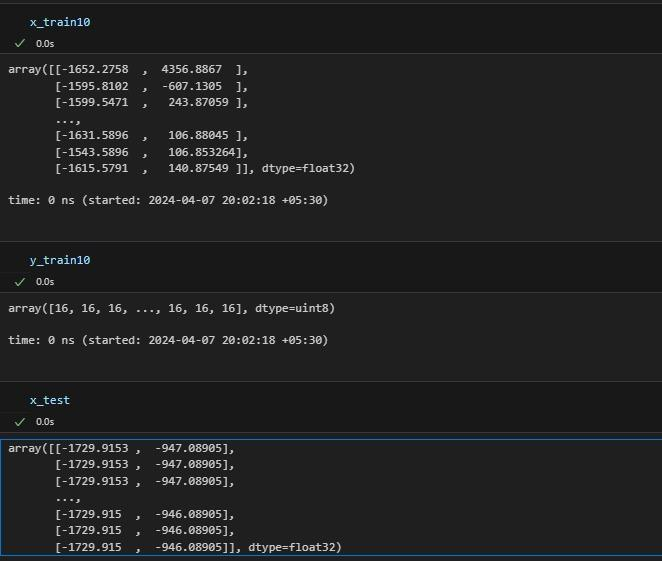 x_train10
0.0s
array([[-1652.2758  ,  4356.8867  ],
       [-1595.8102  ,  -607.1305  ],
       [-1599.5471  ,   243.87059 ],
       ...,
       [-1631.5896  ,   106.88045 ],
       [-1543.5896  ,   106.853264],
       [-1615.5791  ,   140.87549 ]], dtype=float32)
time: 0 ns (started: 2024-04-07 20:02:18 +05:30)
y_train10
0.0s
array([16, 16, 16, ..., 16, 16, 16], dtype=uint8)
time: 0 ns (started: 2024-04-07 20:02:18 +05:30)
x_test
0.0s
array([[-1729.9153 ,  -947.08905],
       [-1729.9153 ,  -947.08905],
       [-1729.9153 ,  -947.08905],
       ...,
       [-1729.915  ,  -946.08905],
       [-1729.915  ,  -946.08905],
       [-1729.915  ,  -946.08905]], dtype=float32)